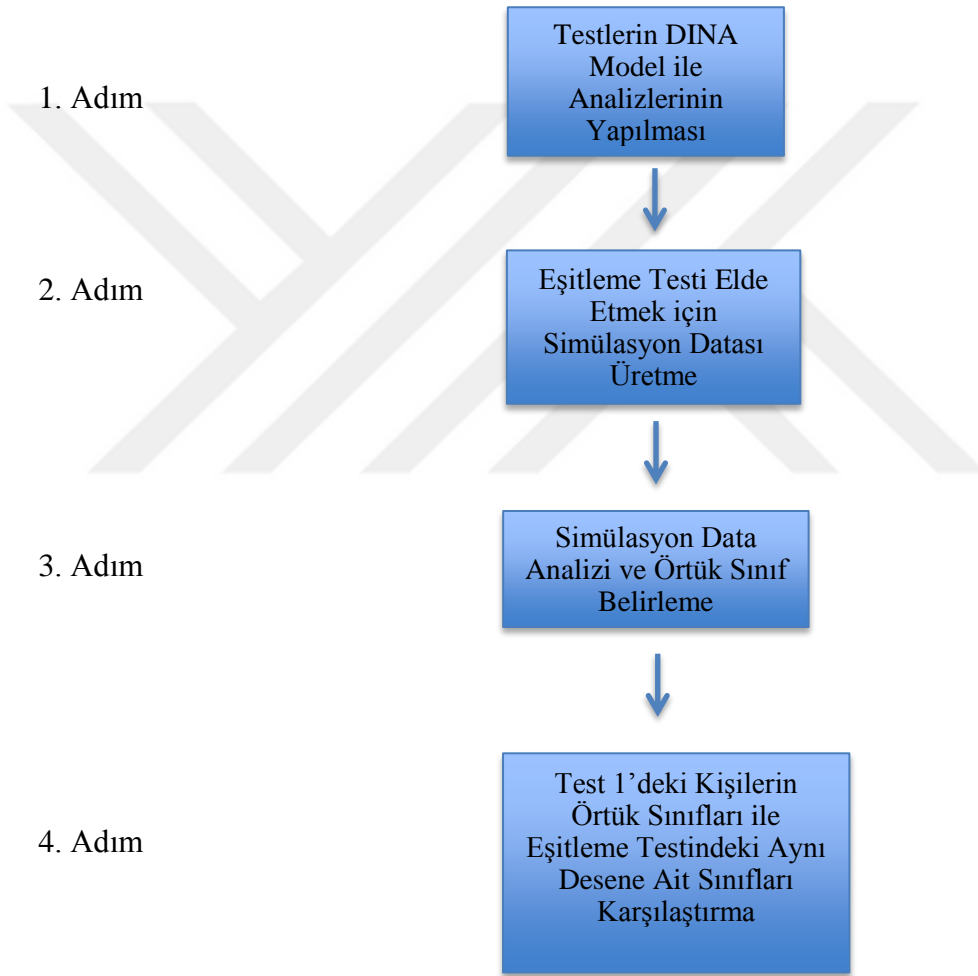 1. Adım
Testlerin DINA
Model ile
Analizlerinin
Yapılması
2. Adım
Eşitleme Testi Elde
Etmek için
Simülasyon Datası
Üretme
3. Adım
Simülasyon Data
Analizi ve Örtük Sınıf
Belirleme
4. Adım
Test 1’deki Kişilerin
Örtük Sınıfları ile
Eşitleme Testindeki Aynı
Desene Ait Sınıfları
Karşılaştırma